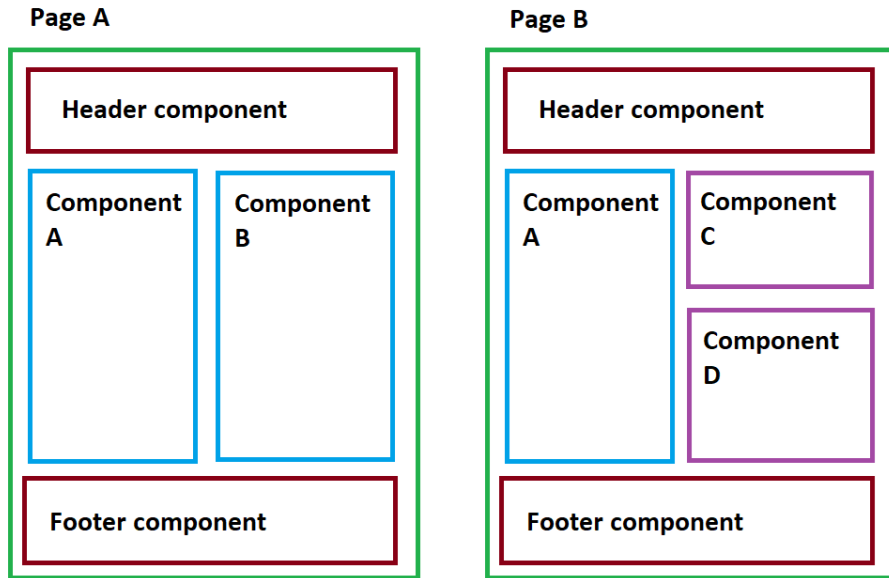 Page A
Header component
Component
A
Component
B
Footer component
Page B
Header component
Component
A
Component
C
Component
D
Footer component